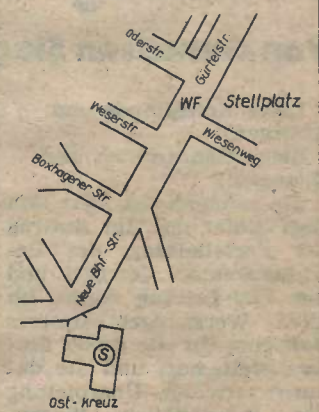 Oderstr.
Gürtelstr
WF
Stellplatz
Weserstr
Wiesenweg
Boxhagener Str
Neue Bhf-Str.
S
Ost-Kreuz